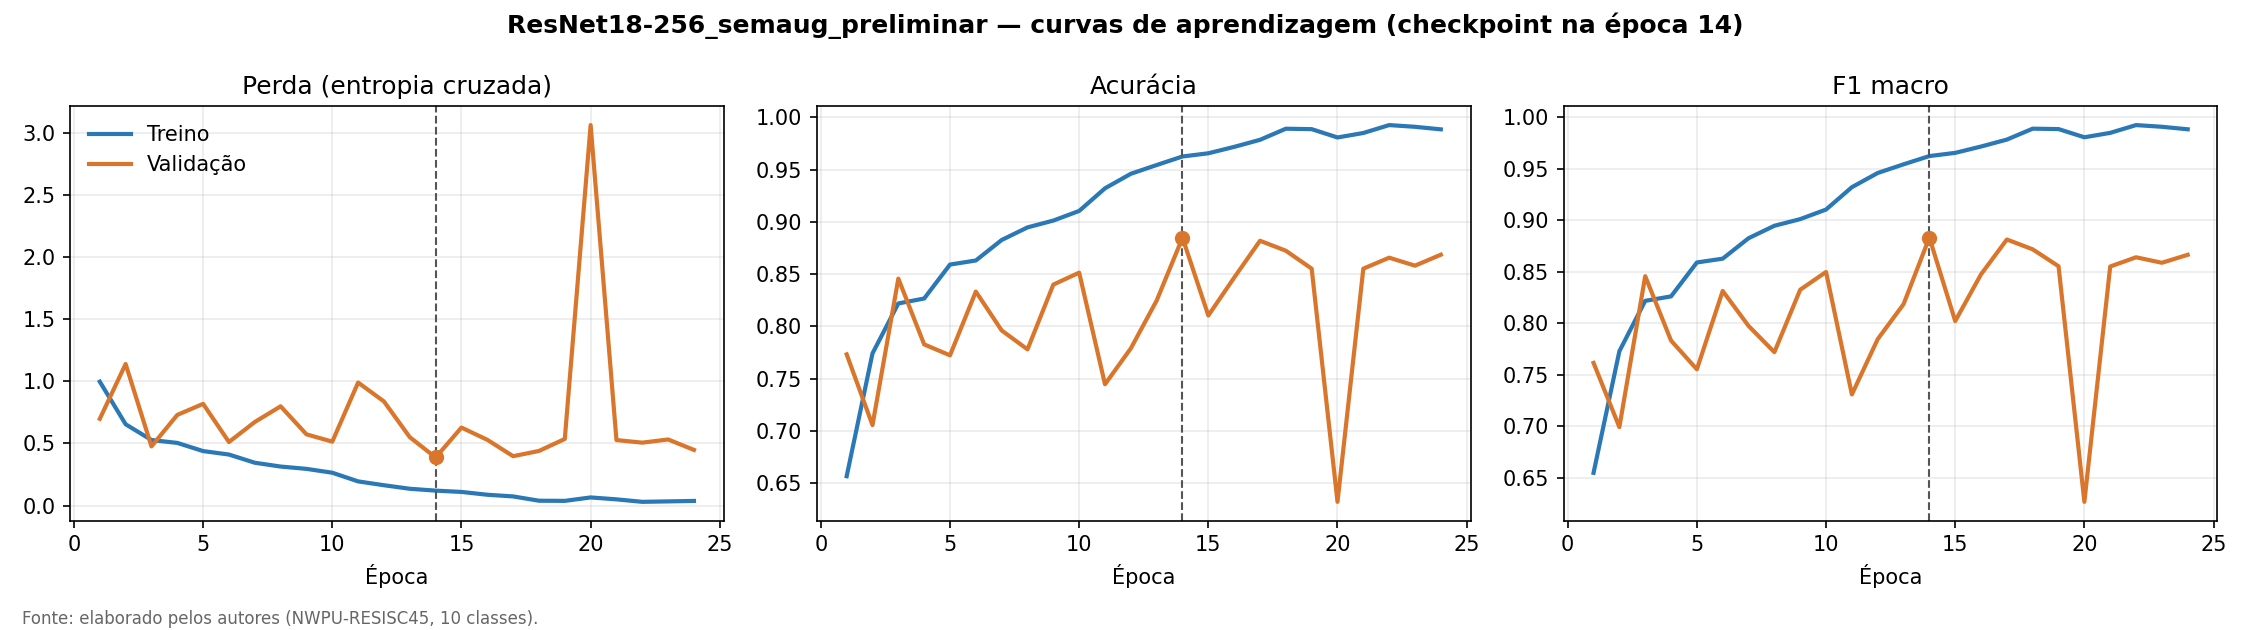 ResNet18-256_semaug_preliminar — curvas de aprendizagem (checkpoint na época 14)
Perda (entropia cruzada)
Treino
Validação
3.0
2.5
2.0
1.5
1.0
0.5
0.0
0 5 10 15 20 25
Época
Acurácia
1.00
0.95
0.90
0.85
0.80
0.75
0.70
0.65
0 5 10 15 20 25
Época
F1 macro
1.00
0.95
0.90
0.85
0.80
0.75
0.70
0.65
0 5 10 15 20 25
Época
Fonte: elaborado pelos autores (NWPU-RESISC45, 10 classes).